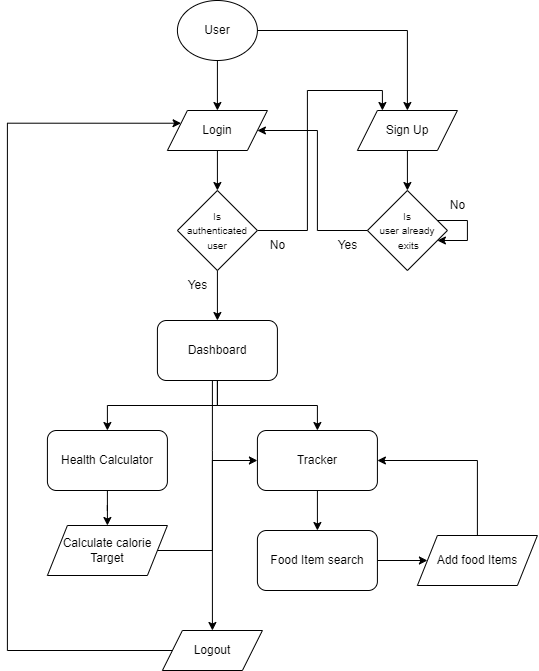 User
Login
Sign Up
Is
authenticated
user
Is
user already
exits
No
No
Yes
Yes
Dashboard
Health Calculator
Tracker
Calculate calorie
Target
Food Item search
Add food Items
Logout